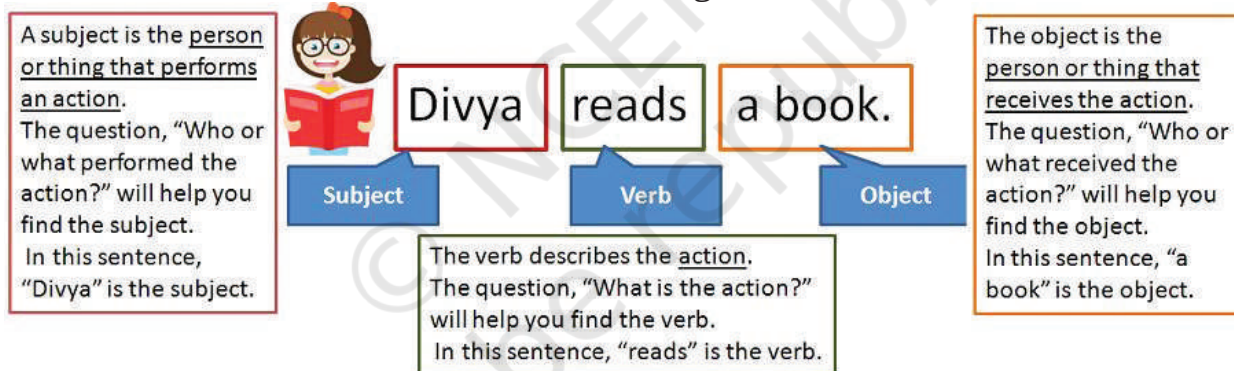 A subject is the person
or thing that performs
an action.
The question, “Who or
what performed the
action?” will help you
find the subject.
In this sentence,
“Divya” is the subject.
Divya reads a book.
Subject Verb Object
The verb describes the action.
The question, “What is the action?”
will help you find the verb.
In this sentence, “reads” is the verb.
The object is the
person or thing that
receives the action.
The question, “Who or
what received the
action?” will help you
find the object.
In this sentence, “a
book” is the object.